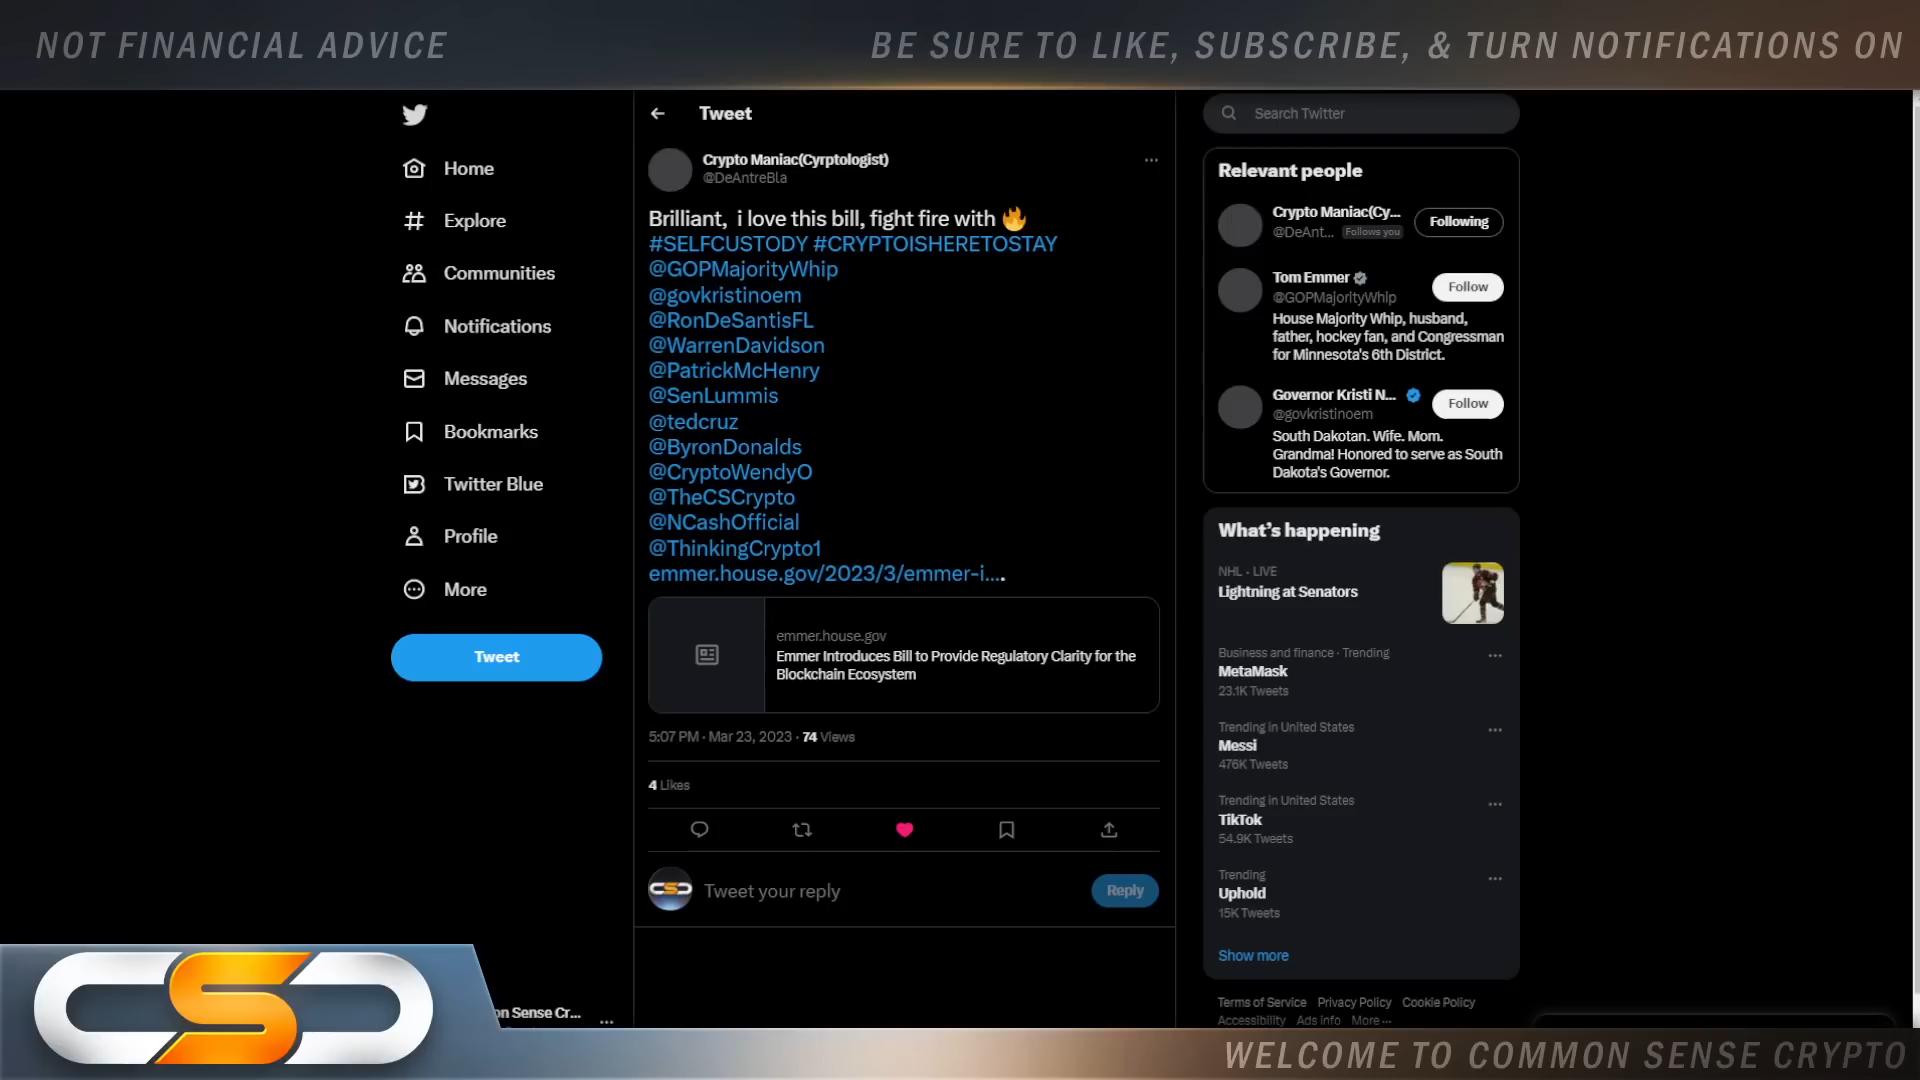 NOT FINANCIAL ADVICE
BE SURE TO LIKE, SUBSCRIBE, & TURN NOTIFICATIONS ON
Home
Explore
Communities
Notifications
Messages
Bookmarks
Twitter Blue
Profile
More
Tweet
Tweet
Crypto Maniac(Cyrptologist)
@DeAntreBla
Brilliant, i love this bill, fight fire with 🔥
#SELFCUSTODY #CRYPTOISHERETOSTAY
@GOPMajorityWhip
@govkristinoem
@RonDeSantisFL
@WarrenDavidson
@PatrickMcHenry
@SenLummis
@tedcruz
@ByronDonalds
@CryptoWendyO
@TheCSCrypto
@NCashOfficial
@ThinkingCrypto1
emmer.house.gov/2023/3/emmer-i....
emmer.house.gov
Emmer Introduces Bill to Provide Regulatory Clarity for the
Blockchain Ecosystem
5:07 PM · Mar 23, 2023 · 74 Views
4 Likes
Tweet your reply
Reply
Search Twitter
Relevant people
Crypto Maniac(Cy...
Following
@DeAnt... Follows you
Tom Emmer
Follow
@GOPMajorityWhip
House Majority Whip, husband,
father, hockey fan, and Congressman
for Minnesota's 6th District.
Governor Kristi N...
Follow
@govkristinoem
South Dakotan. Wife. Mom.
Grandma! Honored to serve as South
Dakota's Governor.
What's happening
NHL · LIVE
Lightning at Senators
Business and finance · Trending
MetaMask
23.1K Tweets
Trending in United States
Messi
476K Tweets
Trending in United States
TikTok
54.9K Tweets
Trending
Uphold
15K Tweets
Show more
Terms of Service Privacy Policy Cookie Policy
Accessibility Ads info More ···
on Sense Cr...
CSC
WELCOME TO COMMON SENSE CRYPTO